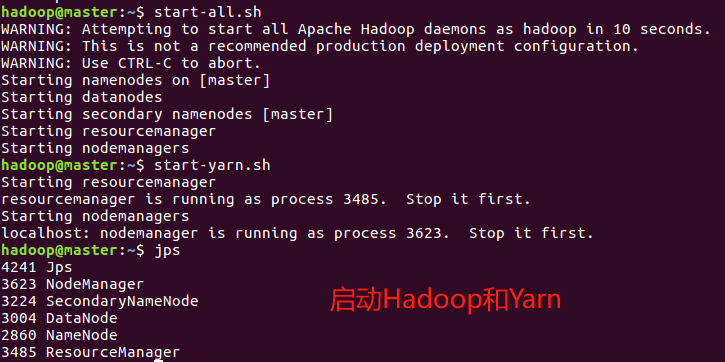 hadoop@master:~$ start-all.sh
WARNING: Attempting to start all Apache Hadoop daemons as hadoop in 10 seconds.
WARNING: This is not a recommended production deployment configuration.
WARNING: Use CTRL-C to abort.
Starting namenodes on [master]
Starting datanodes
Starting secondary namenodes [master]
Starting resourcemanager
Starting nodemanagers
hadoop@master:~$ start-yarn.sh
Starting resourcemanager
resourcemanager is running as process 3485.  Stop it first.
Starting nodemanagers
localhost: nodemanager is running as process 3623.  Stop it first.
hadoop@master:~$ jps
4241 Jps
3623 NodeManager
3224 SecondaryNameNode
启动Hadoop和Yarn
3004 DataNode
2860 NameNode
3485 ResourceManager